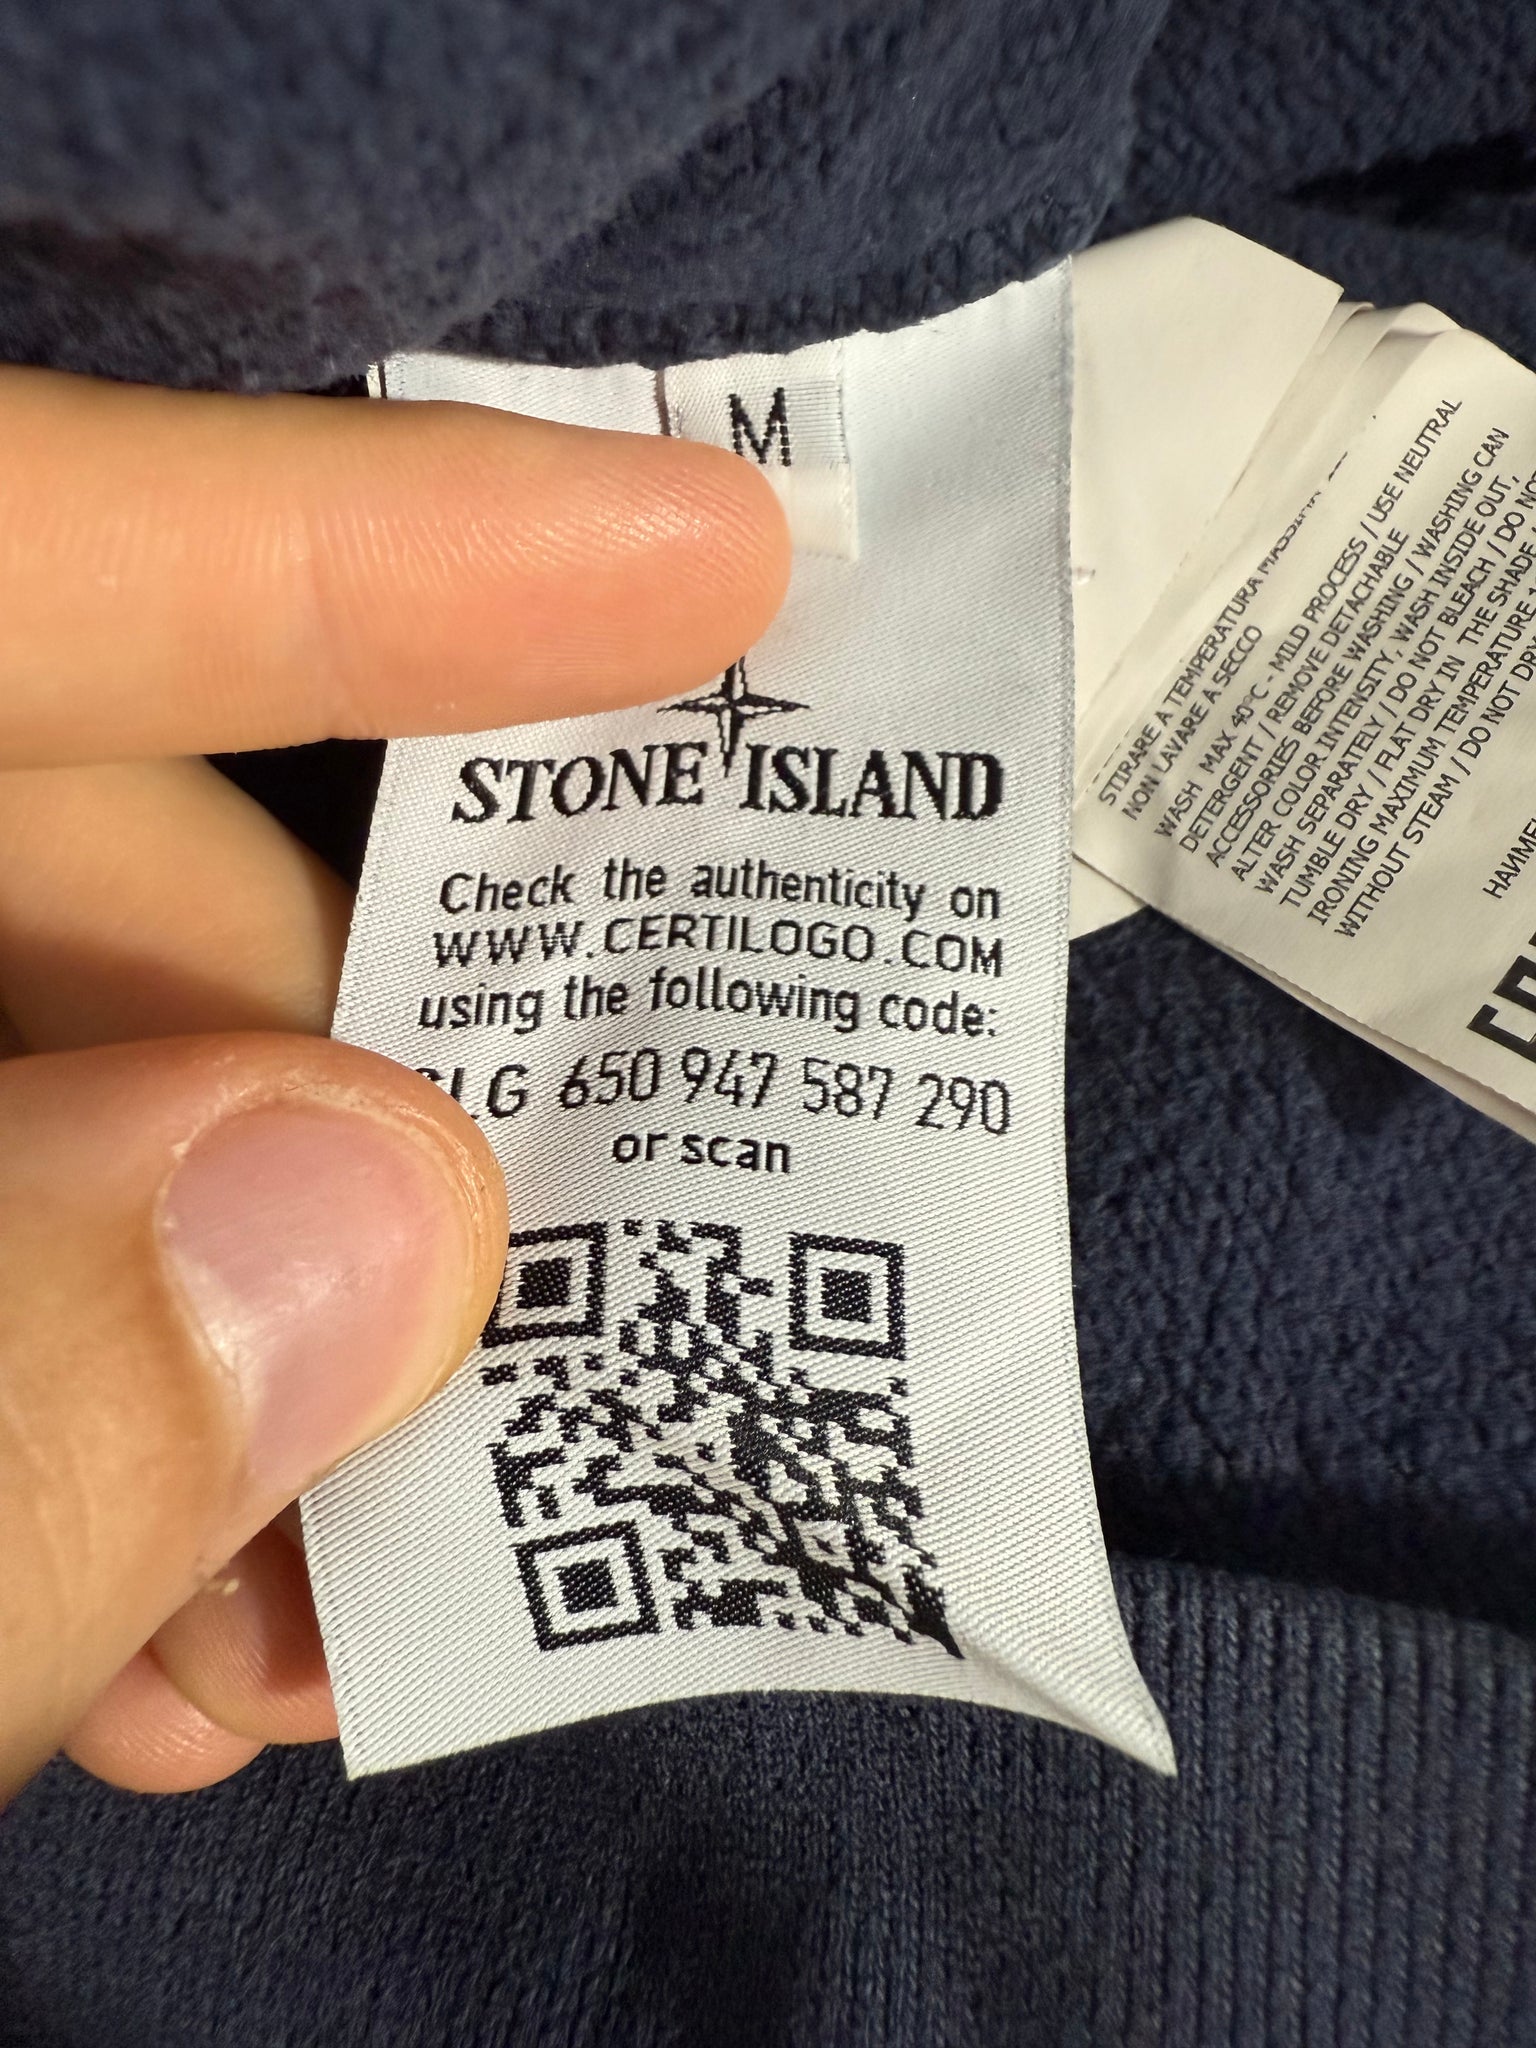 M
STONE ISLAND
Check the authenticity on
WWW.CERTILOGO.COM
using the following code:
LG 650 947 587 290
or scan
STIRARE A TEMPERATURA
NON LAVARE A SECCO
WASH MAX 40°C - MILD PROCESS / USE NEUTRAL
DETERGENT / REMOVE DETACHABLE
ACCESSORIES BEFORE WASHING / WASHING CAN
ALTER COLOR INTENSITY, WASH INSIDE OUT,
WASH SEPARATELY / DO NOT BLEACH / DO NOT
TUMBLE DRY / FLAT DRY IN THE SHADE /
IRONING MAXIMUM TEMPERATURE
WITHOUT STEAM / DO NOT DRY